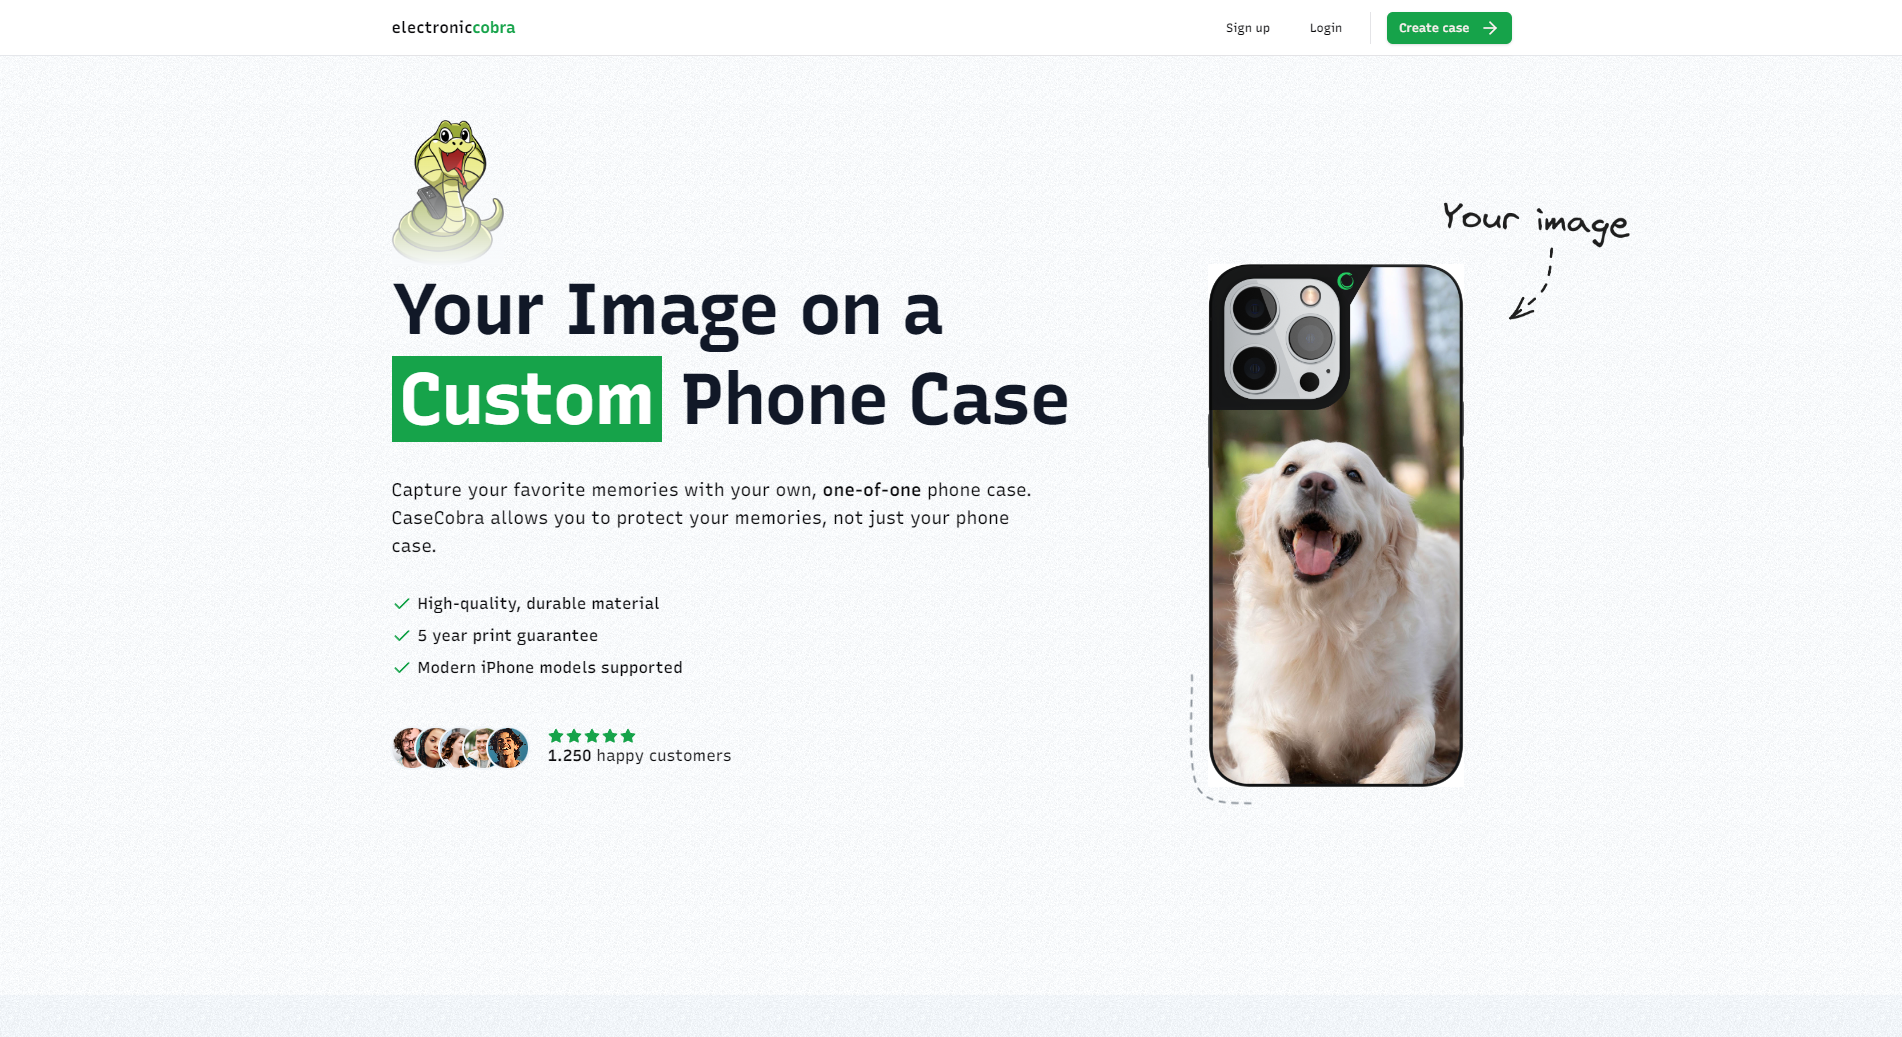 electroniccobra
Sign up
Login
Create case
Your Image on a
Custom Phone Case
Capture your favorite memories with your own, one-of-one phone case.
CaseCobra allows you to protect your memories, not just your phone
case.
High-quality, durable material
5 year print guarantee
Modern iPhone models supported
1.250 happy customers
Your image